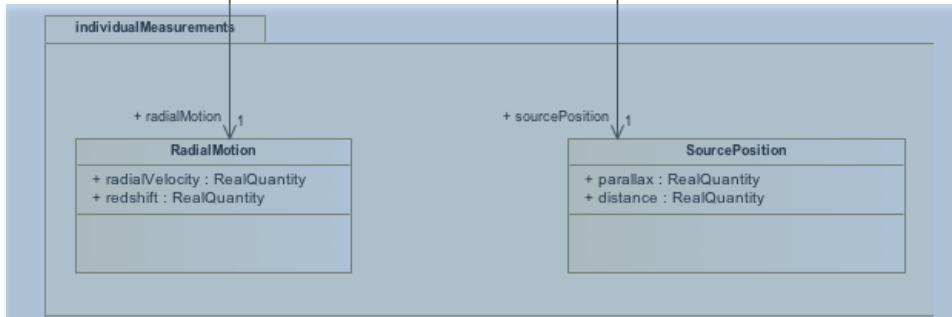 individualMeasurements
+ radialMotion 1
+ sourcePosition 1
RadialMotion
+ radialVelocity : RealQuantity
+ redshift : RealQuantity
SourcePosition
+ parallax : RealQuantity
+ distance : RealQuantity